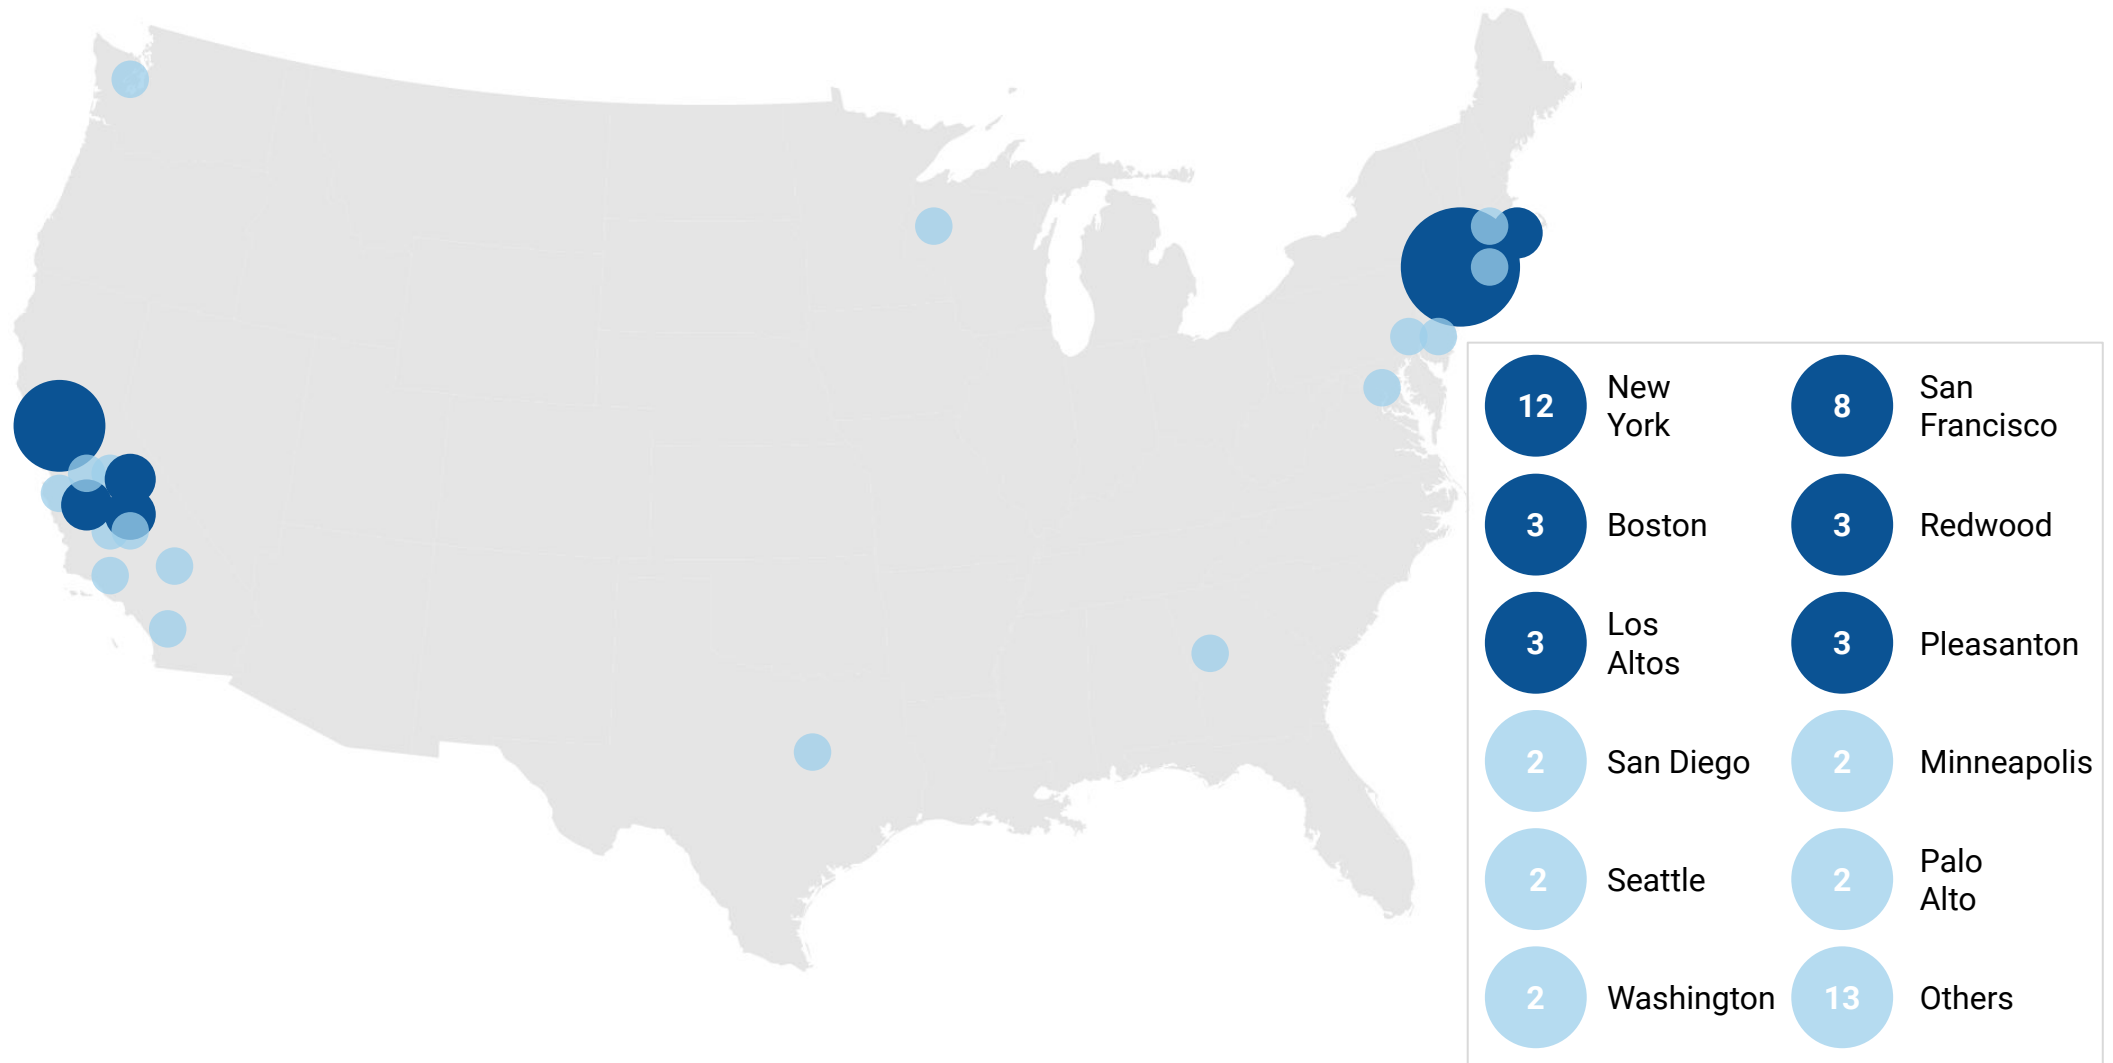 12
New
York
8
San
Francisco
3
Boston
3
Redwood
3
Los
Altos
3
Pleasanton
2
San Diego
2
Minneapolis
2
Seattle
2
Palo
Alto
2
Washington
13
Others